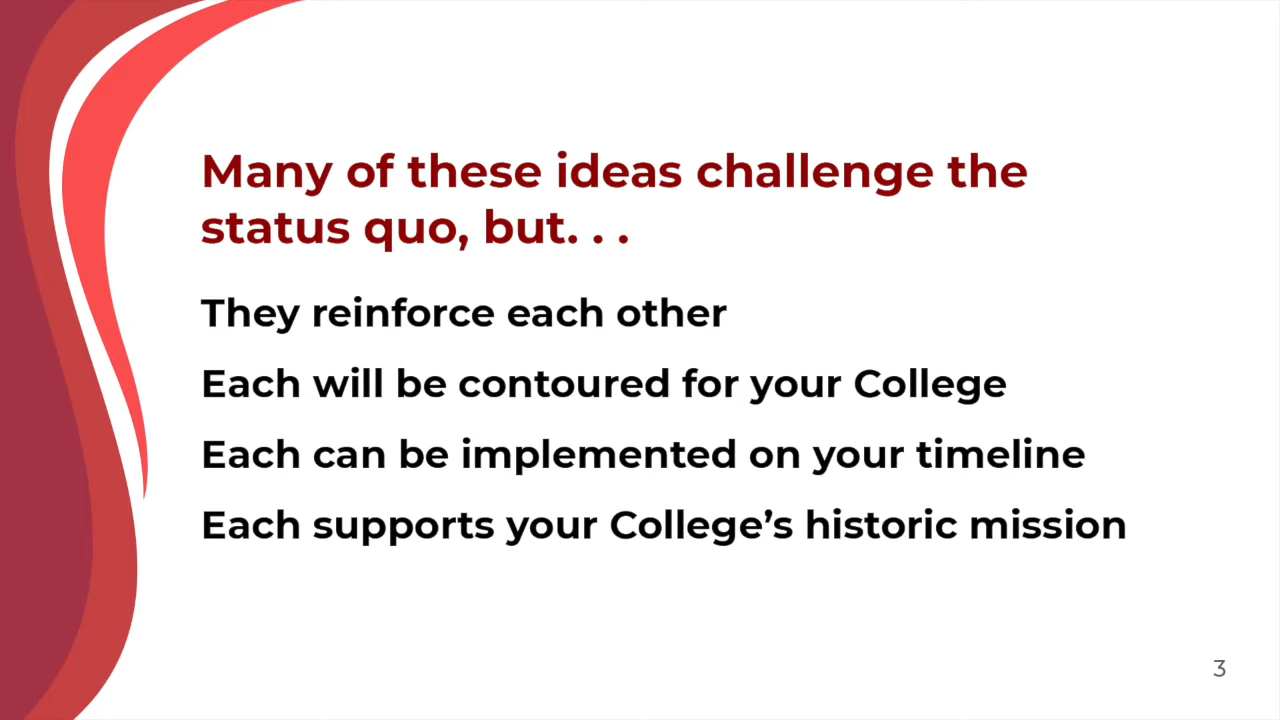 Many of these ideas challenge the
status quo, but. . .
They reinforce each other
Each will be contoured for your College
Each can be implemented on your timeline
Each supports your College’s historic mission
3